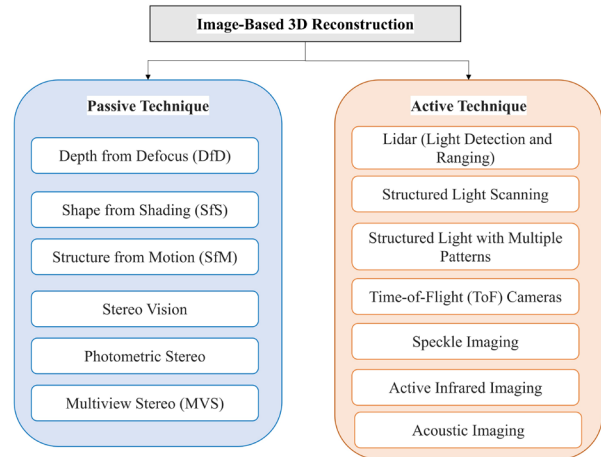 Image-Based 3D Reconstruction
Passive Technique
Depth from Defocus (DfD)
Shape from Shading (SfS)
Structure from Motion (SfM)
Stereo Vision
Photometric Stereo
Multiview Stereo (MVS)
Active Technique
Lidar (Light Detection and
Ranging)
Structured Light Scanning
Structured Light with Multiple
Patterns
Time-of-Flight (ToF) Cameras
Speckle Imaging
Active Infrared Imaging
Acoustic Imaging